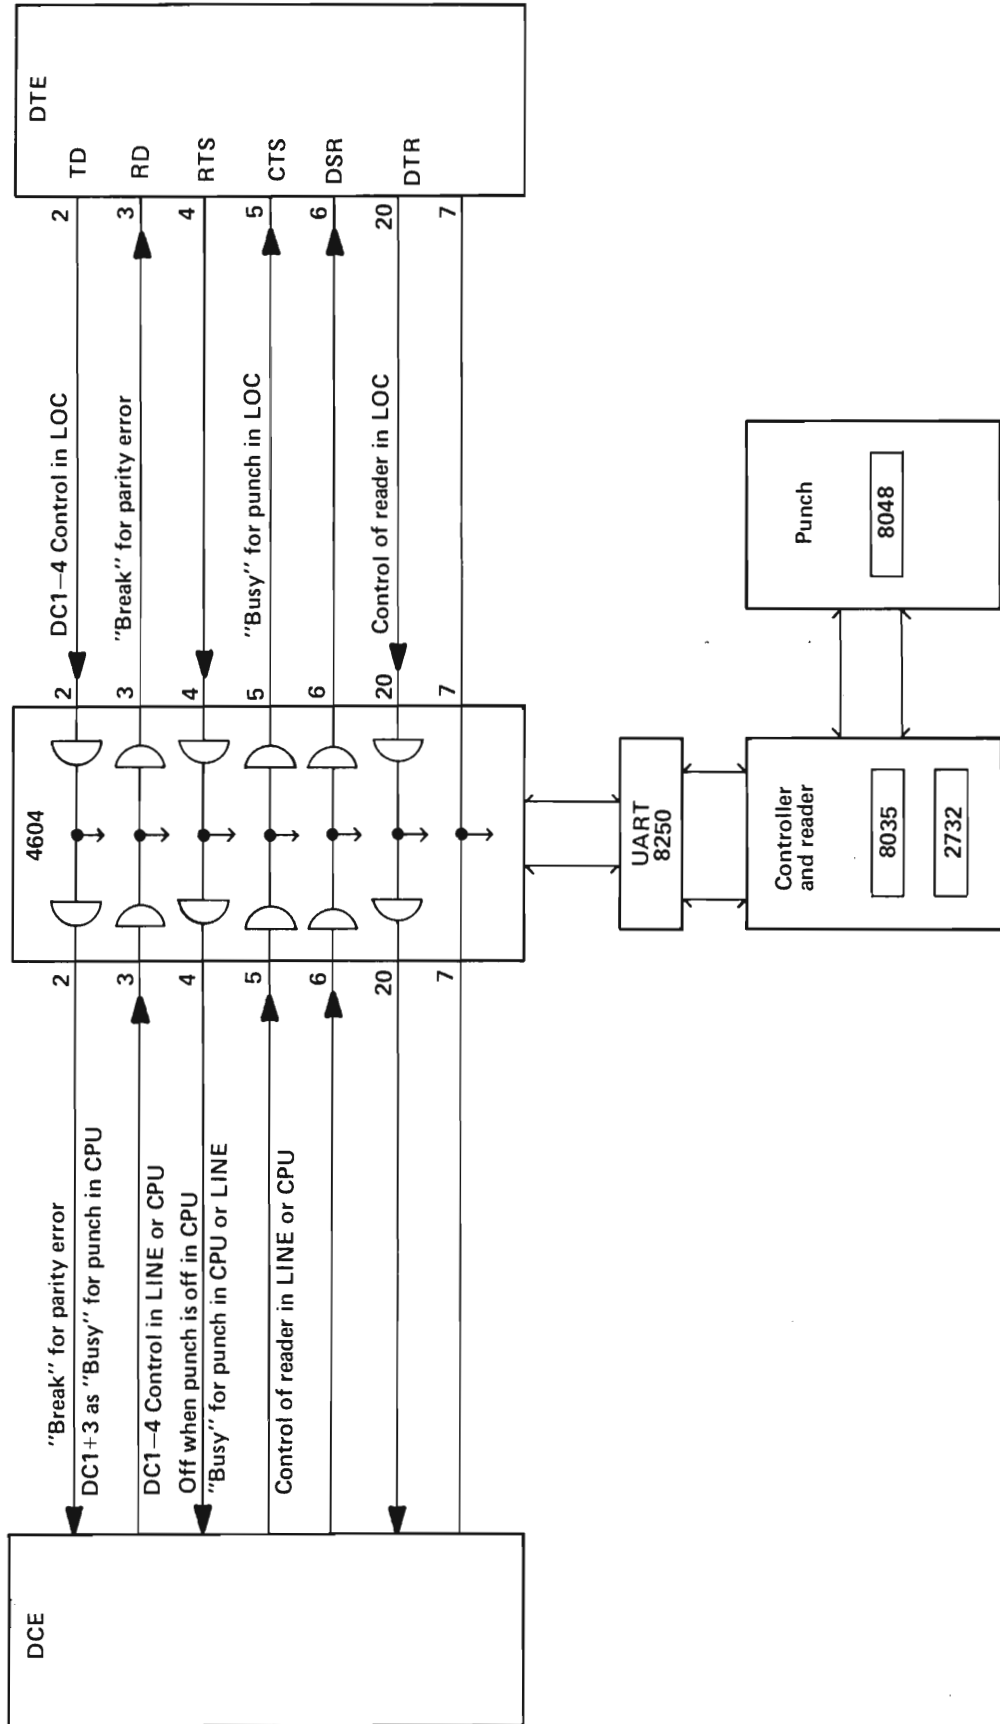 DCE
"Break" for parity error
DC1+3 as "Busy" for punch in CPU
DC1–4 Control in LINE or CPU
Off when punch is off in CPU
"Busy" for punch in CPU or LINE
Control of reader in LINE or CPU
2
3
4
5
6
20
7
4604
2
3
4
5
6
20
7
DC1–4 Control in LOC
"Break" for parity error
"Busy" for punch in LOC
Control of reader in LOC
2
3
4
5
6
20
7
DTE
TD
RD
RTS
CTS
DSR
DTR
UART
8250
Controller
and reader
8035
2732
Punch
8048